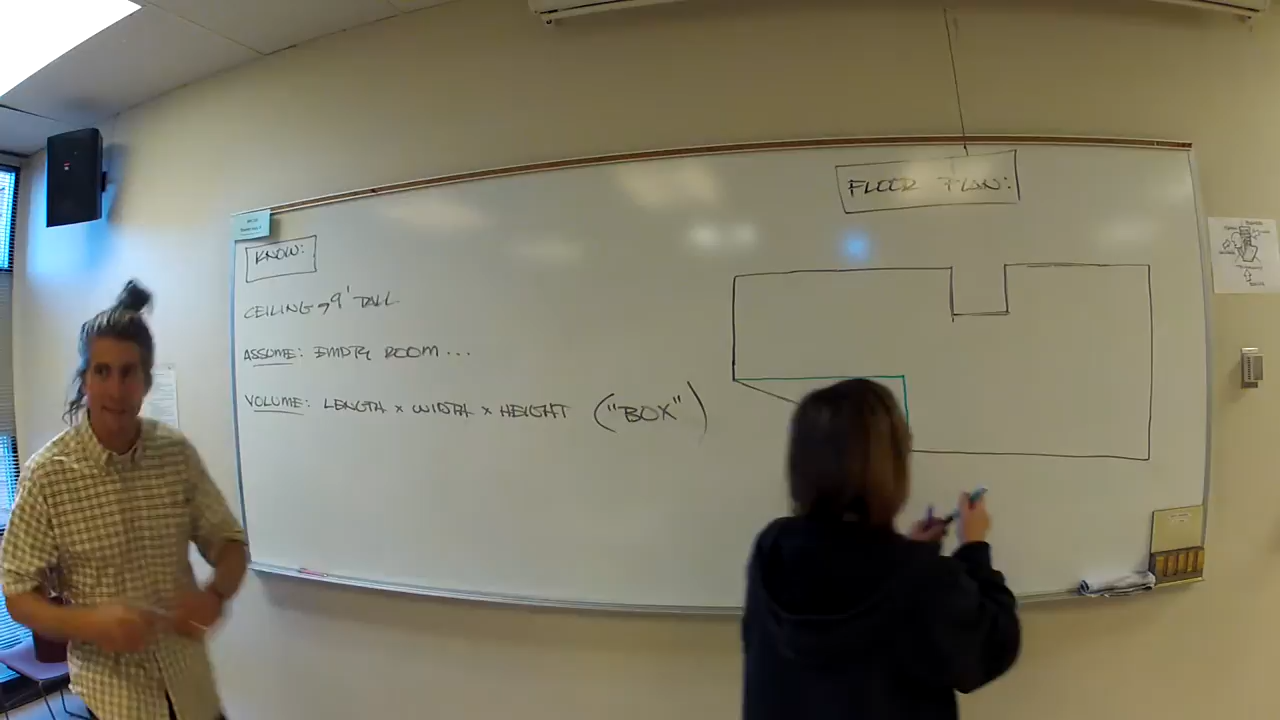 KNOW:
CEILING → 9' TALL
ASSUME: EMPTY ROOM...
VOLUME: LENGTH x WIDTH x HEIGHT ("BOX")
FLOOR PLAN: